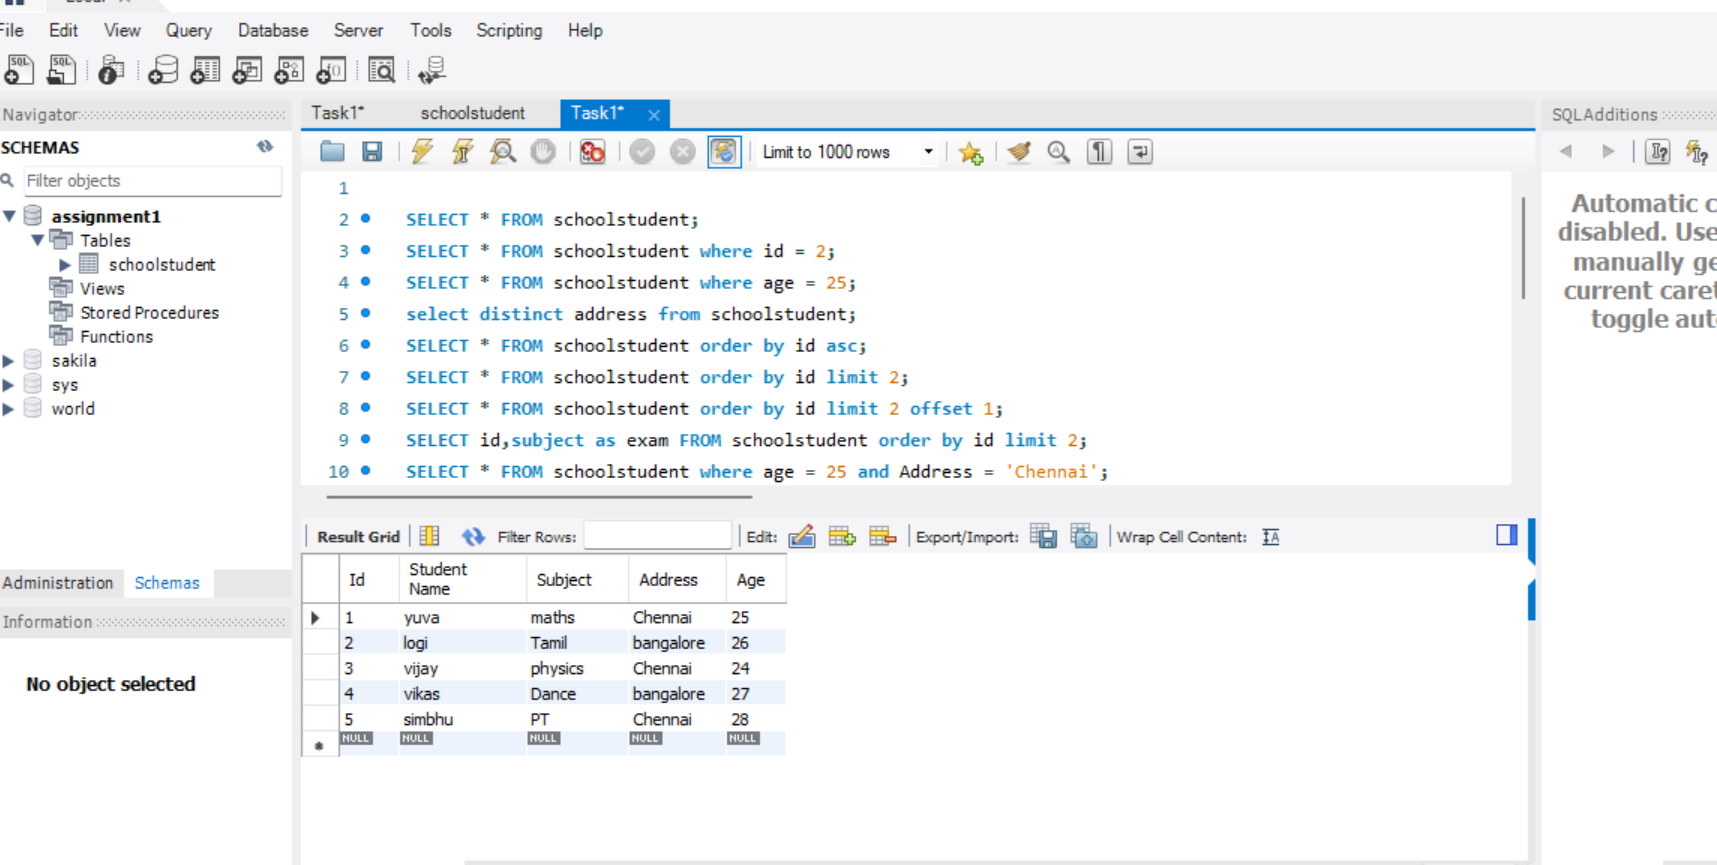 File Edit View Query Database Server Tools Scripting Help
Navigator
SCHEMAS
Filter objects
assignment1
Tables
schoolstudent
Views
Stored Procedures
Functions
sakila
sys
world
Administration Schemas
Information
No object selected
Task1* schoolstudent Task1*
Limit to 1000 rows
1
2 SELECT * FROM schoolstudent;
3 SELECT * FROM schoolstudent where id = 2;
4 SELECT * FROM schoolstudent where age = 25;
5 select distinct address from schoolstudent;
6 SELECT * FROM schoolstudent order by id asc;
7 SELECT * FROM schoolstudent order by id limit 2;
8 SELECT * FROM schoolstudent order by id limit 2 offset 1;
9 SELECT id,subject as exam FROM schoolstudent order by id limit 2;
10 SELECT * FROM schoolstudent where age = 25 and Address = 'Chennai';
Result Grid Filter Rows: Edit: Export/Import: Wrap Cell Content:
Id Student Name Subject Address Age
1 yuva maths Chennai 25
2 logi Tamil bangalore 26
3 vijay physics Chennai 24
4 vikas Dance bangalore 27
5 simbhu PT Chennai 28
NULL NULL NULL NULL NULL
SQLAdditions
Automatic c
disabled. Use
manually ge
current caret
toggle aut